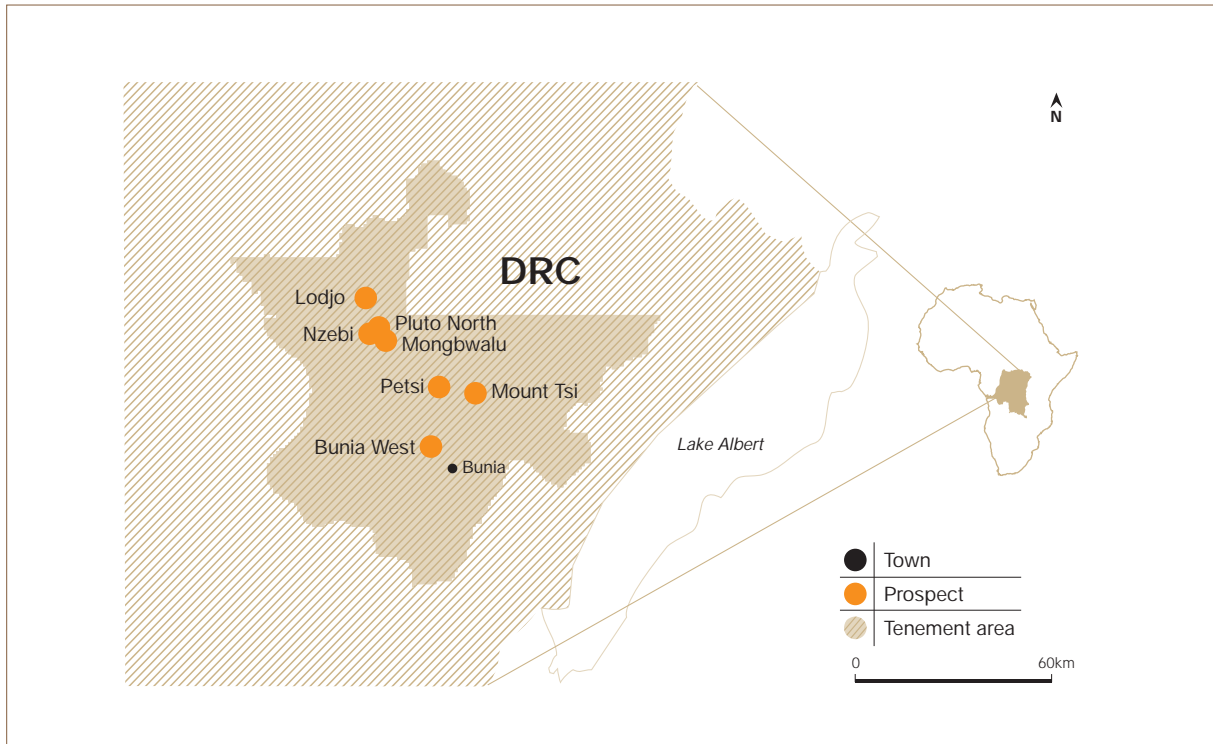 N
DRC
Lodjo
Pluto North
Nzebi
Mongbwalu
Petsi
Mount Tsi
Bunia West
Bunia
Lake Albert
Town
Prospect
Tenement area
0 60km